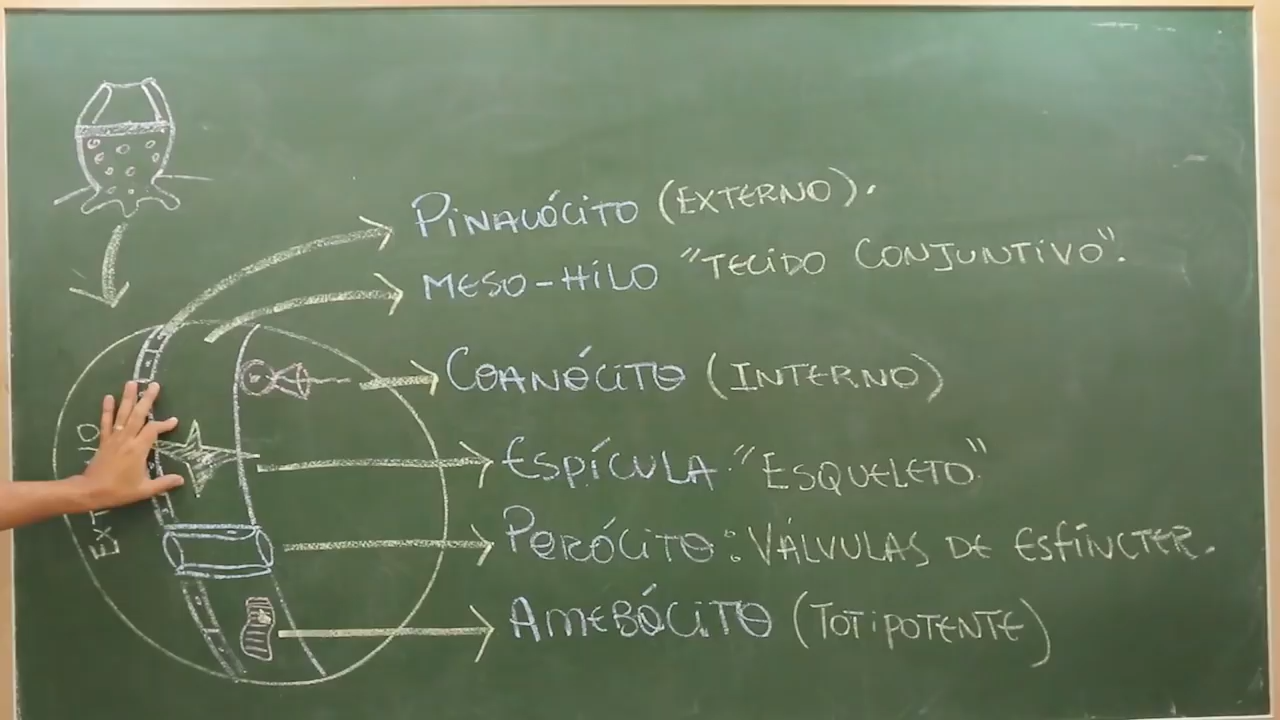 PINACÓCITO (EXTERNO).
MESO-HILO "TECIDO CONJUNTIVO".
COANÓCITO (INTERNO)
ESPÍCULA "ESQUELETO".
PORÓCITO: VÁLVULAS DE ESFÍNCTER.
AMEBÓCITO (TOTIPOTENTE)